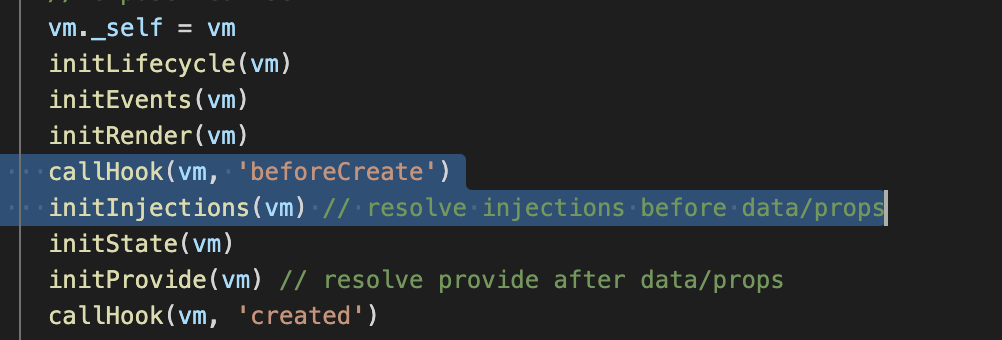 vm._self = vm
initLifecycle(vm)
initEvents(vm)
initRender(vm)
callHook(vm, 'beforeCreate')
initInjections(vm) // resolve injections before data/props
initState(vm)
initProvide(vm) // resolve provide after data/props
callHook(vm, 'created')